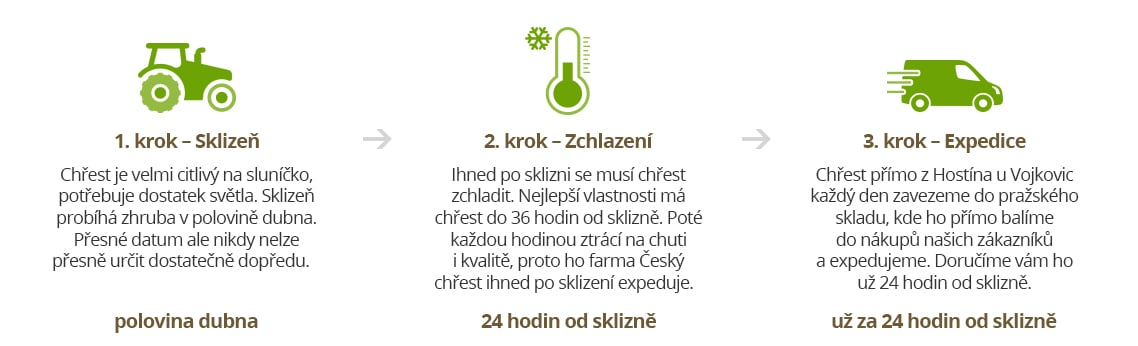 1. krok – Sklizeň
Chřest je velmi citlivý na sluníčko,
potřebuje dostatek světla. Sklizeň
probíhá zhruba v polovině dubna.
Přesné datum ale nikdy nelze
přesně určit dostatečně dopředu.
polovina dubna
2. krok – Zchlazení
Ihned po sklizni se musí chřest
zchladit. Nejlepší vlastnosti má
chřest do 36 hodin od sklizně. Poté
každou hodinou ztrácí na chuti
i kvalitě, proto ho farma Český
chřest ihned po sklizení expeduje.
24 hodin od sklizně
3. krok – Expedice
Chřest přímo z Hostína u Vojkovic
každý den zavezeme do pražského
skladu, kde ho přímo balíme
do nákupů našich zákazníků
a expedujeme. Doručíme vám ho
už 24 hodin od sklizně.
už za 24 hodin od sklizně